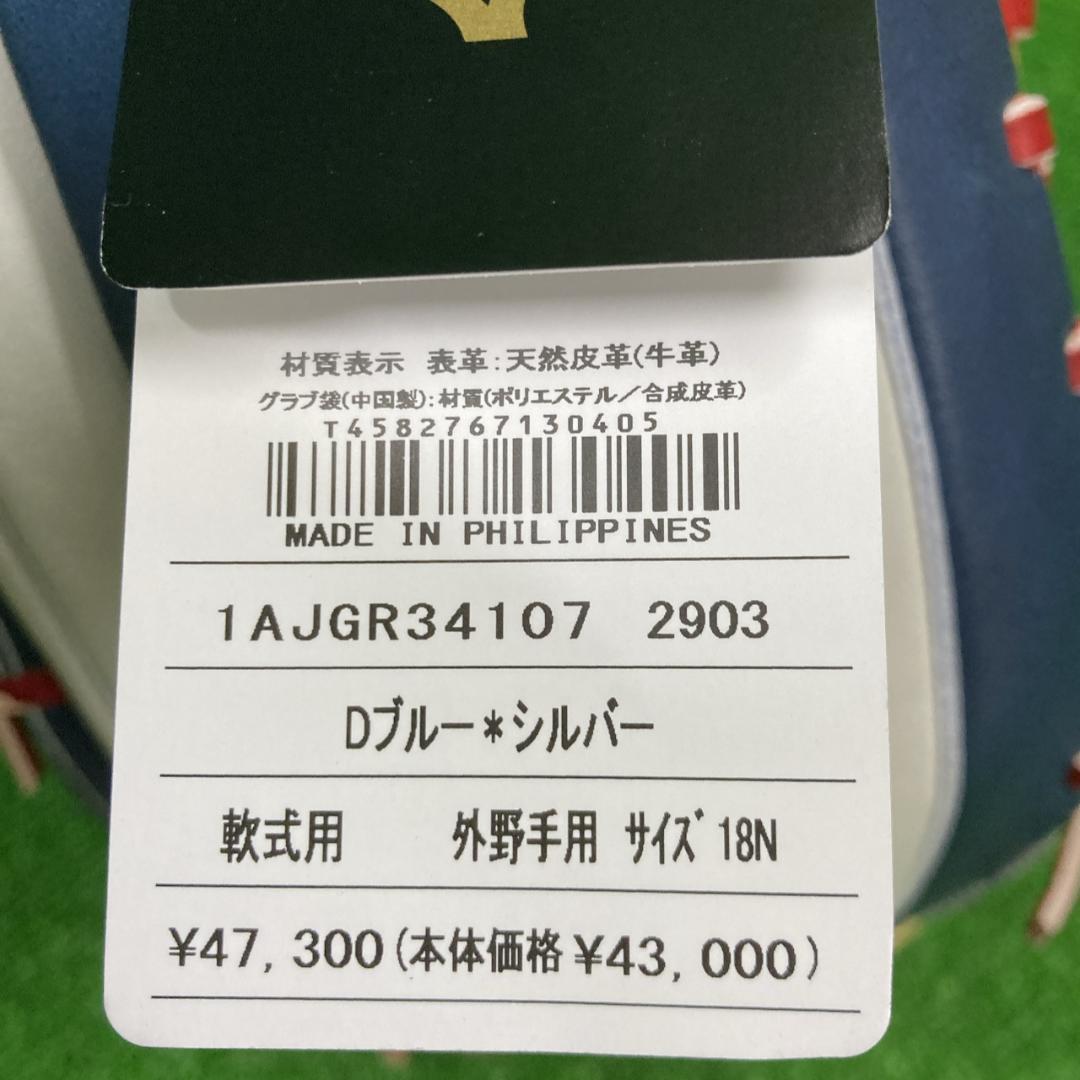 材質表示 表革:天然皮革(牛革)
グラブ袋(中国製):材質(ポリエステル/合成皮革)
T4582767130405
MADE IN PHILIPPINES
1AJGR34107 2903
Dブルー*シルバー
軟式用 外野手用 サイズ18N
¥47,300(本体価格¥43,000)